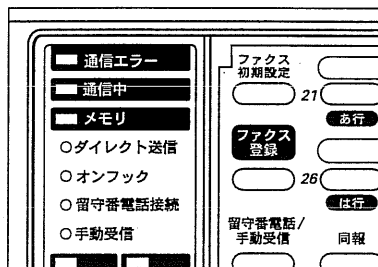 通信エラー
通信中
メモリ
ダイレクト送信
オンフック
留守番電話接続
手動受信
ファクス
初期設定
21
あ行
ファクス
登録
26
は行
留守番電話/
手動受信
同報